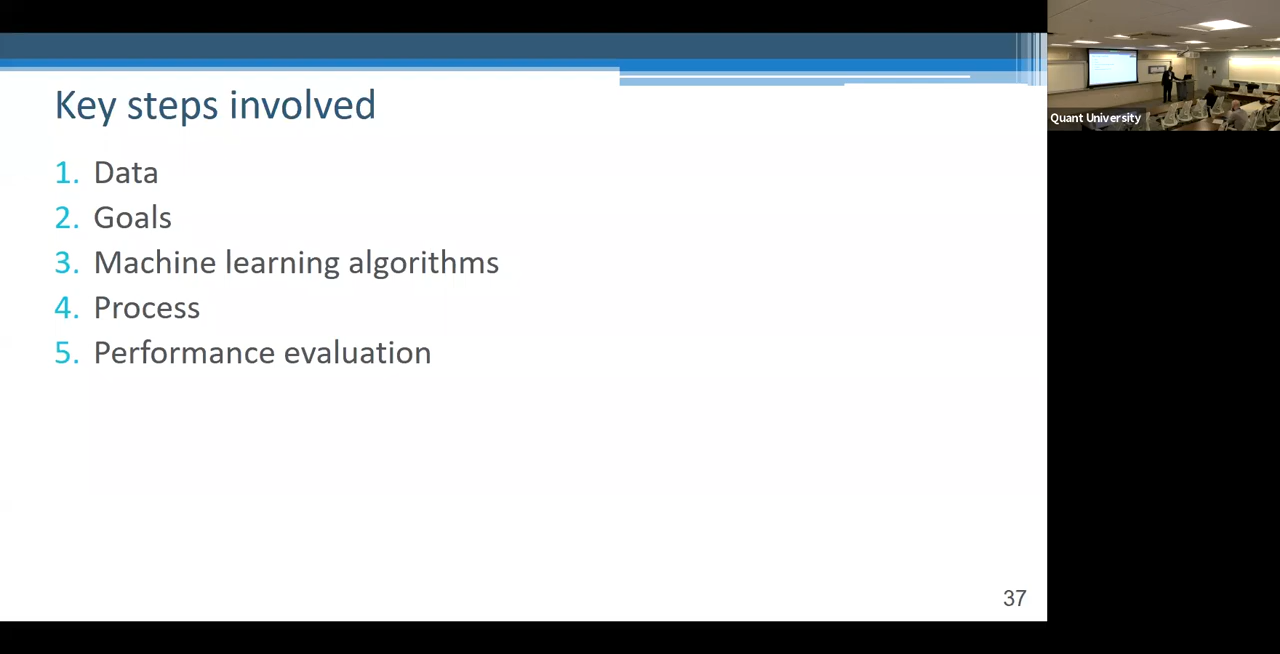 Key steps involved
1. Data
2. Goals
3. Machine learning algorithms
4. Process
5. Performance evaluation
37
Quant University